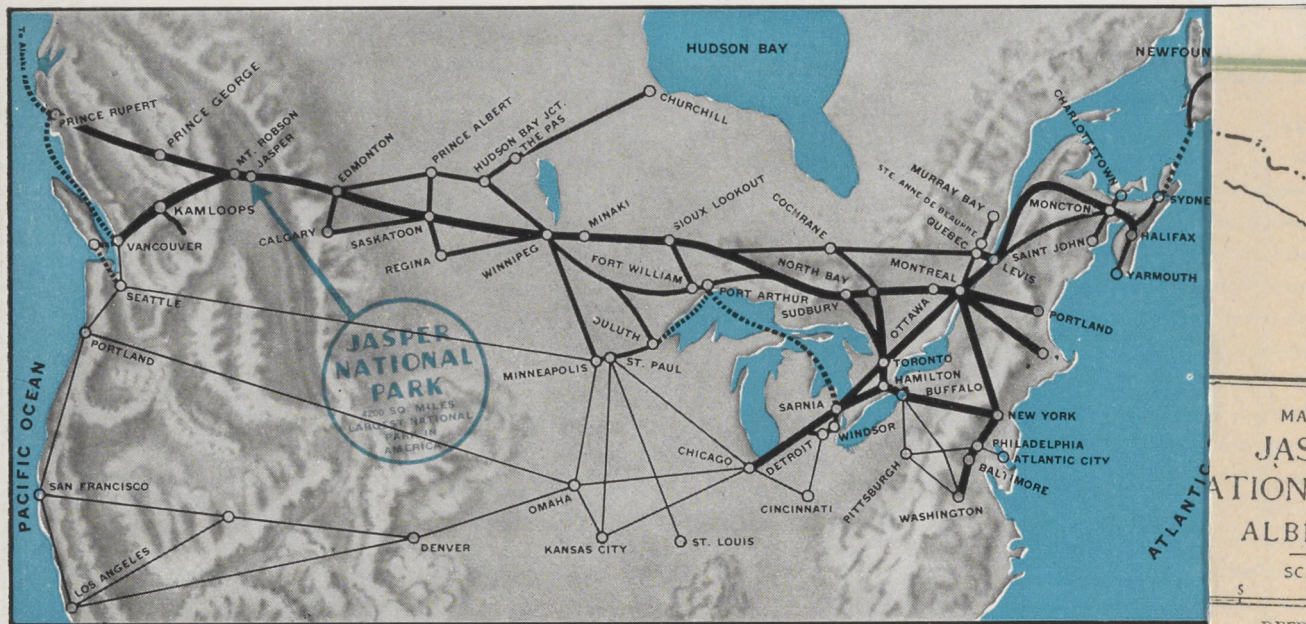 To Alaska
HUDSON BAY
NEWFOUN
PRINCE RUPERT
PRINCE GEORGE
MT. ROBSON
JASPER
EDMONTON
PRINCE ALBERT
HUDSON BAY JCT.
THE PAS
CHURCHILL
CHARLOTTETOWN
KAMLOOPS
VANCOUVER
CALGARY
SASKATOON
REGINA
WINNIPEG
MINAKI
SIOUX LOOKOUT
COCHRANE
MURRAY BAY
STE. ANNE DE BEAUPRE
QUEBEC
LEVIS
MONCTON
SAINT JOHN
SYDNE
HALIFAX
YARMOUTH
SEATTLE
PORTLAND
FORT WILLIAM
PORT ARTHUR
DULUTH
NORTH BAY
SUDBURY
MONTREAL
OTTAWA
PORTLAND
JASPER
NATIONAL
PARK
4200 SQ. MILES
LARGEST NATIONAL
PARK IN
AMERICA
MINNEAPOLIS
ST. PAUL
TORONTO
HAMILTON
BUFFALO
SARNIA
WINDSOR
DETROIT
CHICAGO
NEW YORK
PHILADELPHIA
ATLANTIC CITY
BALTIMORE
PITTSBURGH
WASHINGTON
CINCINNATI
OMAHA
KANSAS CITY
ST. LOUIS
DENVER
SAN FRANCISCO
LOS ANGELES
PACIFIC OCEAN
ATLANTIC
MA
JAS
ATION
ALB
SC
S